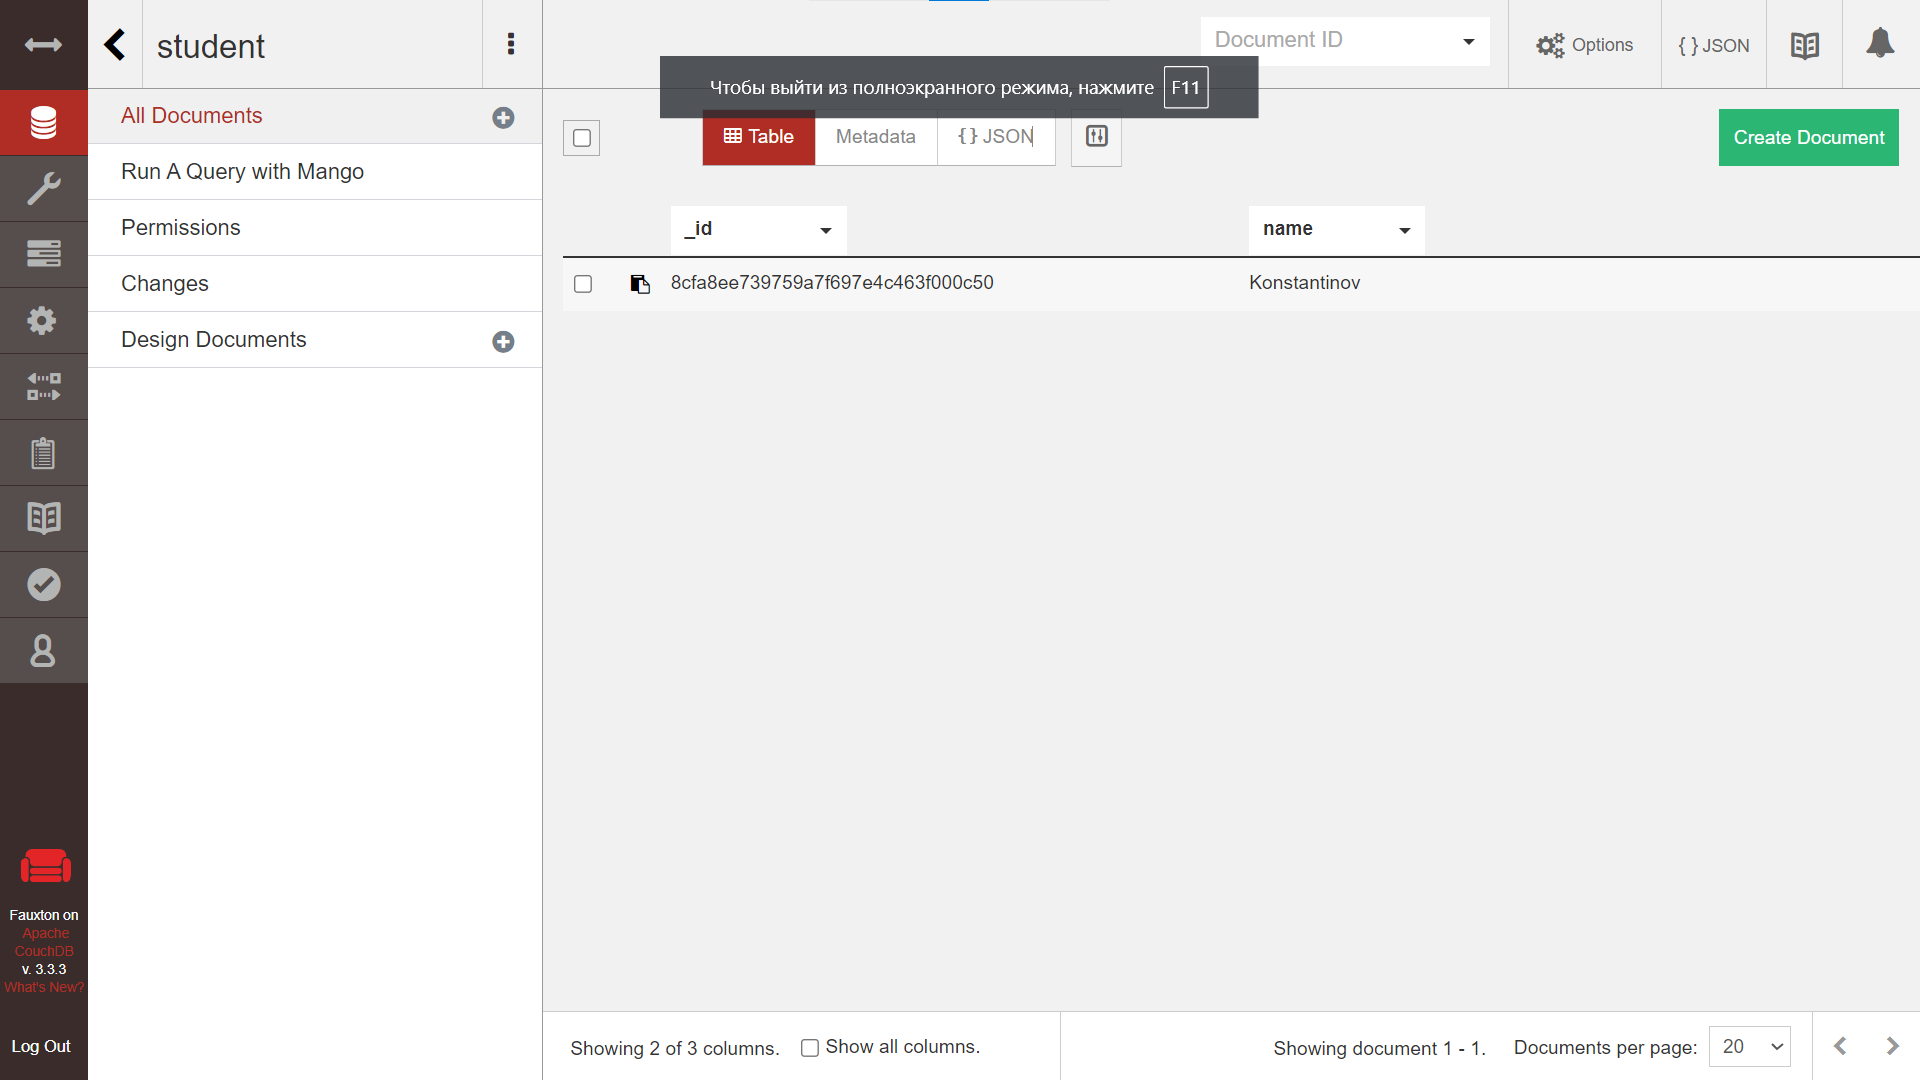 student
Document ID
Options
{ } JSON
Чтобы выйти из полноэкранного режима, нажмите F11
All Documents
Run A Query with Mango
Permissions
Changes
Design Documents
Table
Metadata
{ } JSON
Create Document
_id
name
8cfa8ee739759a7f697e4c463f000c50
Konstantinov
Fauxton on
Apache
CouchDB
v. 3.3.3
What's New?
Log Out
Showing 2 of 3 columns.
Show all columns.
Showing document 1 - 1.
Documents per page:
20